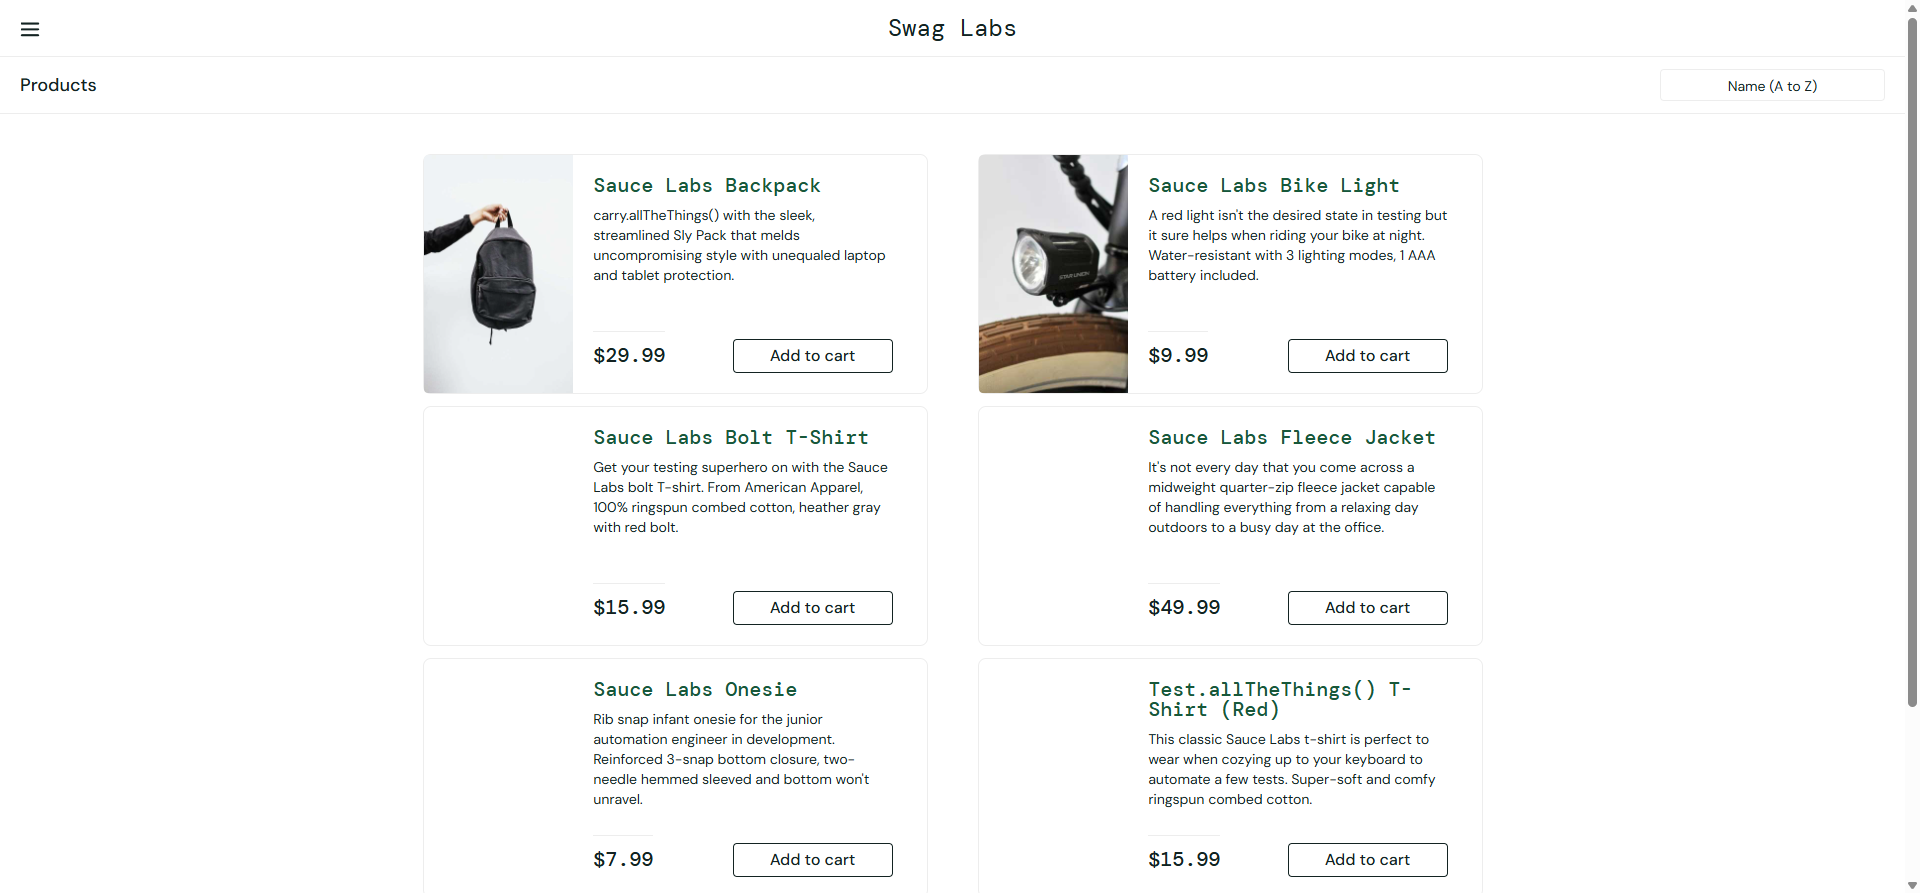 Swag Labs
Products
Name (A to Z)
Sauce Labs Backpack
carry.allTheThings() with the sleek,
streamlined Sly Pack that melds
uncompromising style with unequaled laptop
and tablet protection.
$29.99
Add to cart
Sauce Labs Bike Light
A red light isn't the desired state in testing but
it sure helps when riding your bike at night.
Water-resistant with 3 lighting modes, 1 AAA
battery included.
$9.99
Add to cart
Sauce Labs Bolt T-Shirt
Get your testing superhero on with the Sauce
Labs bolt T-shirt. From American Apparel,
100% ringspun combed cotton, heather gray
with red bolt.
$15.99
Add to cart
Sauce Labs Fleece Jacket
It's not every day that you come across a
midweight quarter-zip fleece jacket capable
of handling everything from a relaxing day
outdoors to a busy day at the office.
$49.99
Add to cart
Sauce Labs Onesie
Rib snap infant onesie for the junior
automation engineer in development.
Reinforced 3-snap bottom closure, two-
needle hemmed sleeved and bottom won't
unravel.
$7.99
Add to cart
Test.allTheThings() T-
Shirt (Red)
This classic Sauce Labs t-shirt is perfect to
wear when cozying up to your keyboard to
automate a few tests. Super-soft and comfy
ringspun combed cotton.
$15.99
Add to cart